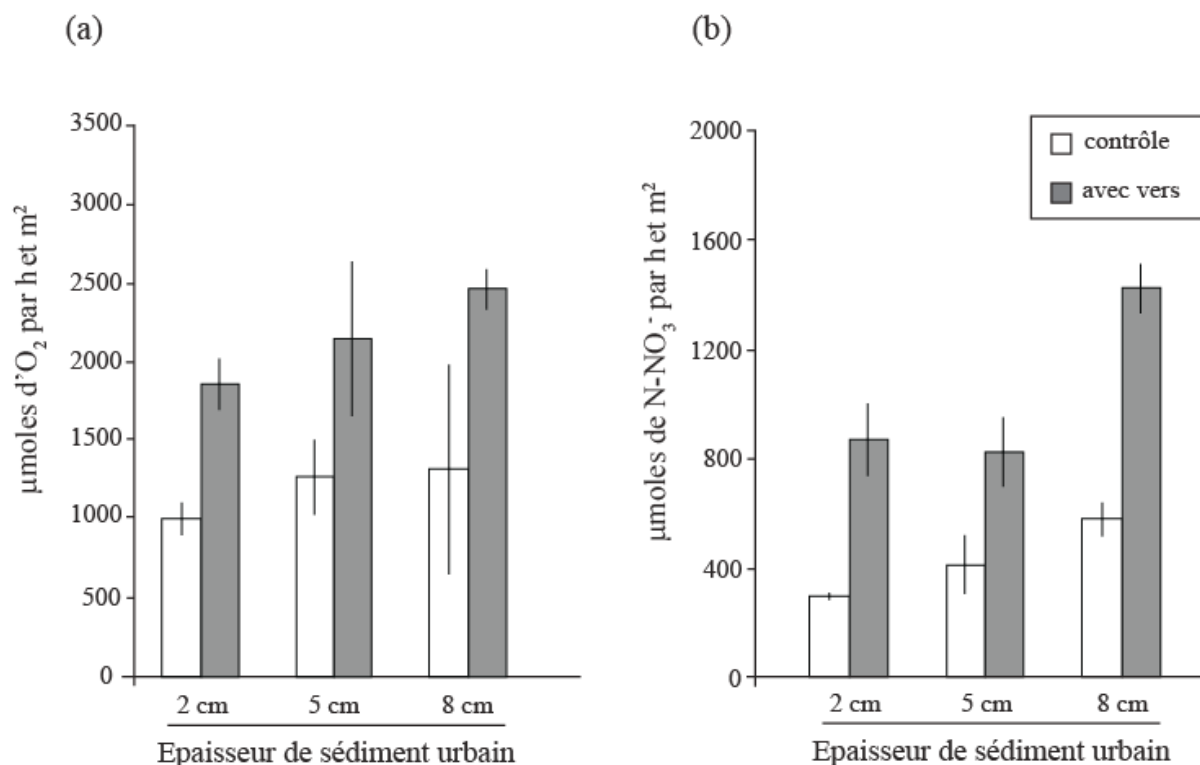 (a)
µmoles d'O2 par h et m²
3500
3000
2500
2000
1500
1000
500
0
2 cm 5 cm 8 cm
Epaisseur de sédiment urbain
(b)
µmoles de N-NO3- par h et m²
2000
1600
1200
800
400
0
contrôle
avec vers
2 cm 5 cm 8 cm
Epaisseur de sédiment urbain